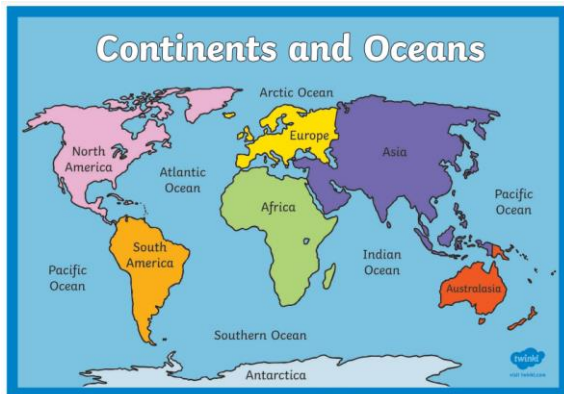 Continents and Oceans
Arctic Ocean
North
America
Europe
Asia
Atlantic
Ocean
Pacific
Ocean
Africa
South
America
Indian
Ocean
Pacific
Ocean
Australasia
Southern Ocean
Antarctica
twinkl
visit twinkl.com